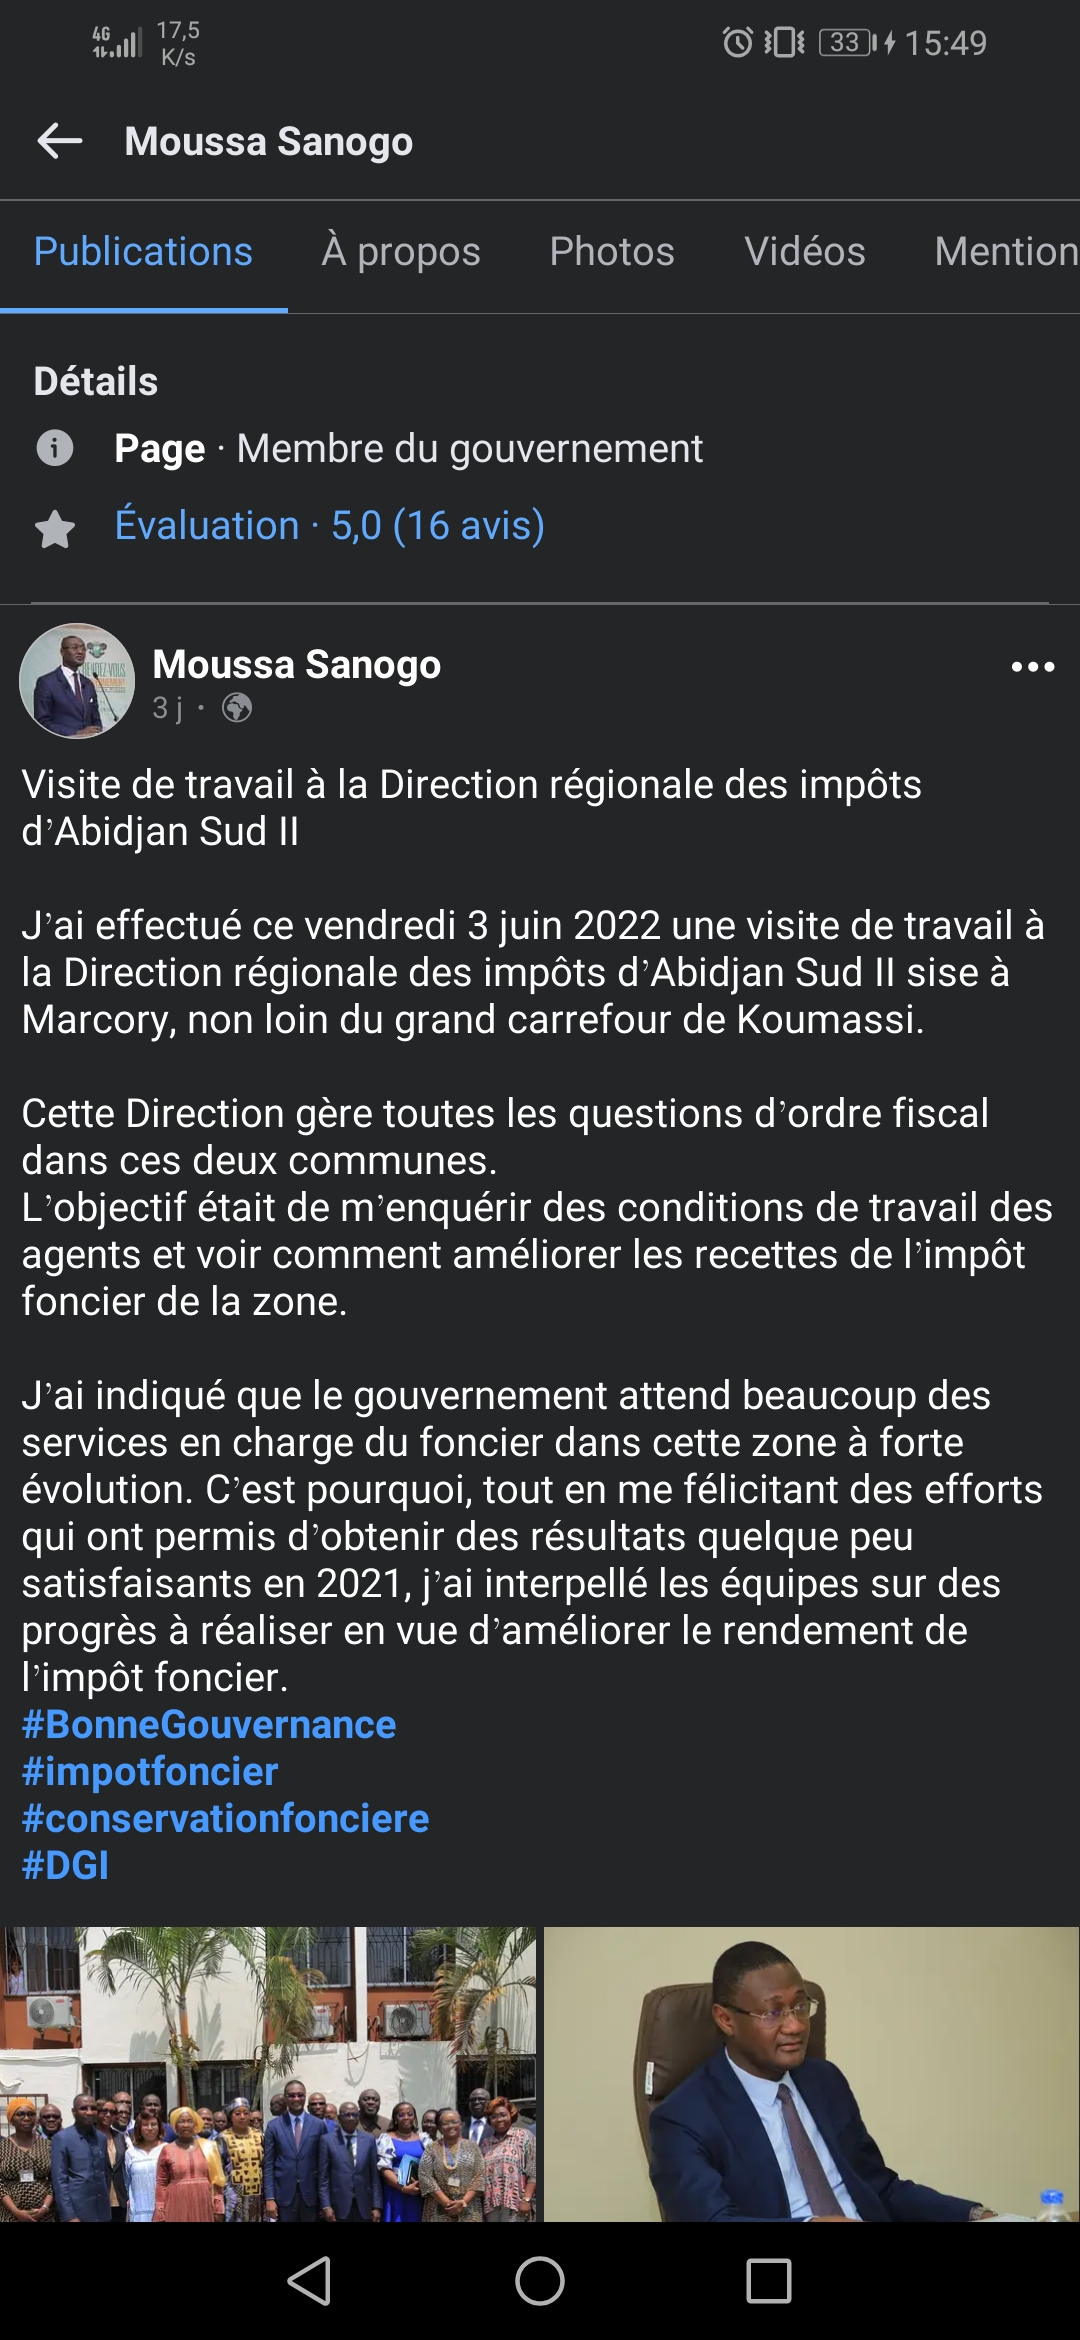 4G 17,5 K/s 33 15:49
Moussa Sanogo
Publications À propos Photos Vidéos Mention
Détails
Page · Membre du gouvernement
Évaluation · 5,0 (16 avis)
Moussa Sanogo
3 j ·
Visite de travail à la Direction régionale des impôts
d’Abidjan Sud II
J’ai effectué ce vendredi 3 juin 2022 une visite de travail à
la Direction régionale des impôts d’Abidjan Sud II sise à
Marcory, non loin du grand carrefour de Koumassi.
Cette Direction gère toutes les questions d’ordre fiscal
dans ces deux communes.
L’objectif était de m’enquérir des conditions de travail des
agents et voir comment améliorer les recettes de l’impôt
foncier de la zone.
J’ai indiqué que le gouvernement attend beaucoup des
services en charge du foncier dans cette zone à forte
évolution. C’est pourquoi, tout en me félicitant des efforts
qui ont permis d’obtenir des résultats quelque peu
satisfaisants en 2021, j’ai interpellé les équipes sur des
progrès à réaliser en vue d’améliorer le rendement de
l’impôt foncier.
#BonneGouvernance
#impotfoncier
#conservationfonciere
#DGI